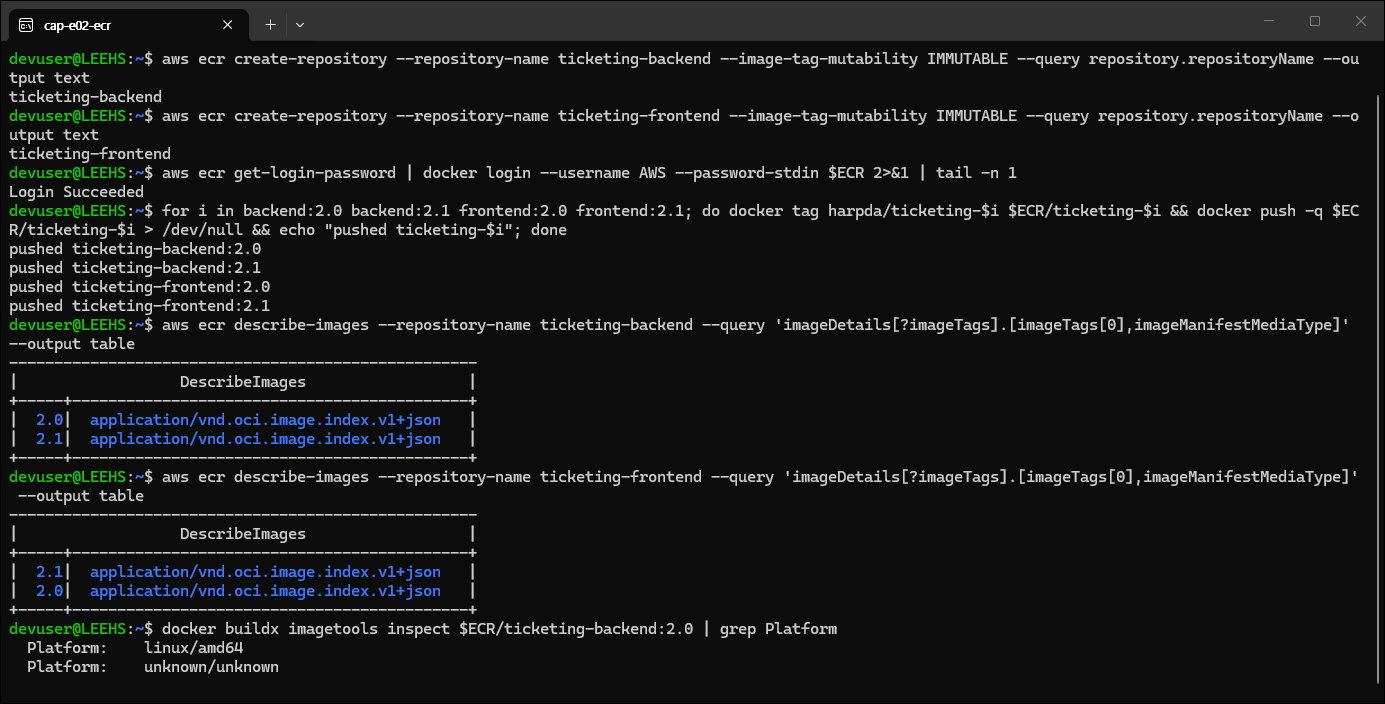 cap-e02-ecr
devuser@LEEHS:~$ aws ecr create-repository --repository-name ticketing-backend --image-tag-mutability IMMUTABLE --query repository.repositoryName --ou
tput text
ticketing-backend
devuser@LEEHS:~$ aws ecr create-repository --repository-name ticketing-frontend --image-tag-mutability IMMUTABLE --query repository.repositoryName --o
utput text
ticketing-frontend
devuser@LEEHS:~$ aws ecr get-login-password | docker login --username AWS --password-stdin $ECR 2>&1 | tail -n 1
Login Succeeded
devuser@LEEHS:~$ for i in backend:2.0 backend:2.1 frontend:2.0 frontend:2.1; do docker tag harpda/ticketing-$i $ECR/ticketing-$i && docker push -q $EC
R/ticketing-$i > /dev/null && echo "pushed ticketing-$i"; done
pushed ticketing-backend:2.0
pushed ticketing-backend:2.1
pushed ticketing-frontend:2.0
pushed ticketing-frontend:2.1
devuser@LEEHS:~$ aws ecr describe-images --repository-name ticketing-backend --query 'imageDetails[?imageTags].[imageTags[0],imageManifestMediaType]'
--output table
----------------------------------------------------
|                  DescribeImages                  |
+-----+--------------------------------------------+
|  2.0|  application/vnd.oci.image.index.v1+json   |
|  2.1|  application/vnd.oci.image.index.v1+json   |
+-----+--------------------------------------------+
devuser@LEEHS:~$ aws ecr describe-images --repository-name ticketing-frontend --query 'imageDetails[?imageTags].[imageTags[0],imageManifestMediaType]'
 --output table
----------------------------------------------------
|                  DescribeImages                  |
+-----+--------------------------------------------+
|  2.1|  application/vnd.oci.image.index.v1+json   |
|  2.0|  application/vnd.oci.image.index.v1+json   |
+-----+--------------------------------------------+
devuser@LEEHS:~$ docker buildx imagetools inspect $ECR/ticketing-backend:2.0 | grep Platform
  Platform:    linux/amd64
  Platform:    unknown/unknown